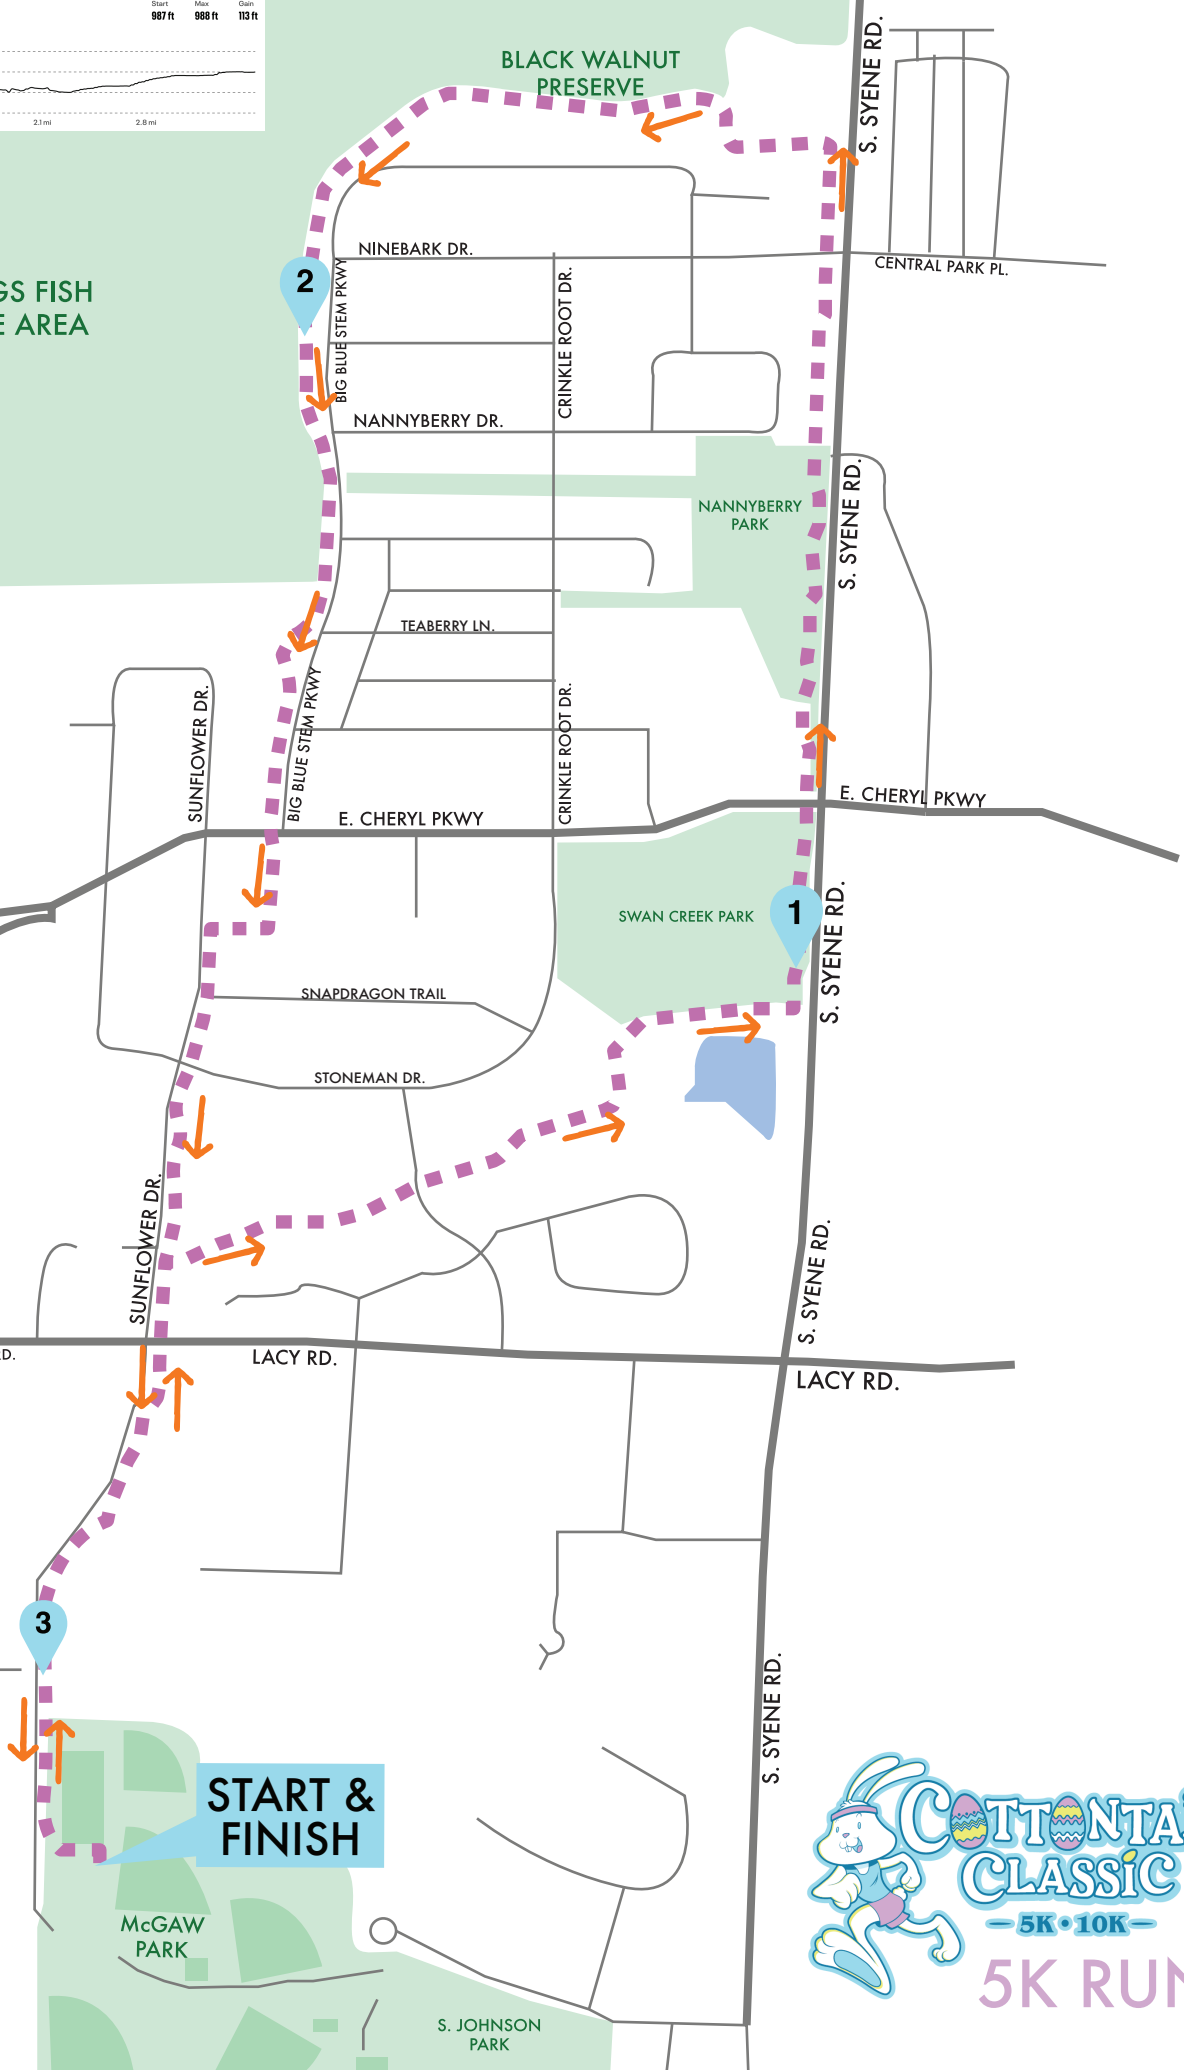 Start Max Gain
987 ft 988 ft 113 ft
2.1 mi 2.8 mi
BLACK WALNUT
PRESERVE
S. SYENE RD.
NINEBARK DR.
CENTRAL PARK PL.
2
BIG BLUE STEM PKWY
CRINKLE ROOT DR.
GS FISH
E AREA
NANNYBERRY DR.
NANNYBERRY
PARK
S. SYENE RD.
TEABERRY LN.
SUNFLOWER DR.
BIG BLUE STEM PKWY
CRINKLE ROOT DR.
E. CHERYL PKWY
E. CHERYL PKWY
SWAN CREEK PARK
1
S. SYENE RD.
SNAPDRAGON TRAIL
STONEMAN DR.
SUNFLOWER DR.
S. SYENE RD.
RD.
LACY RD.
LACY RD.
3
S. SYENE RD.
START &
FINISH
McGAW
PARK
S. JOHNSON
PARK
COTTONTA
CLASSIC
5K • 10K
5K RUN